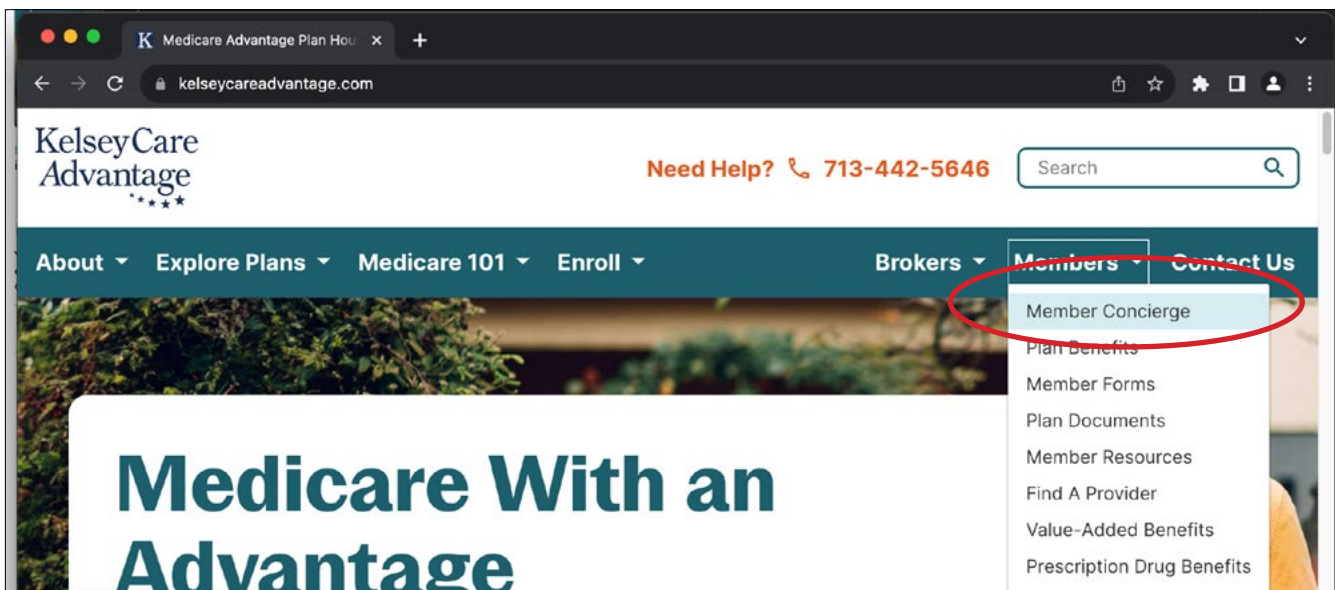 K Medicare Advantage Plan Hou
kelseycareadvantage.com
KelseyCare
Advantage
Need Help? 713-442-5646 Search
About Explore Plans Medicare 101 Enroll Brokers Members Contact Us
Member Concierge
Plan Benefits
Member Forms
Plan Documents
Member Resources
Find A Provider
Value-Added Benefits
Prescription Drug Benefits
Medicare With an
Advantage